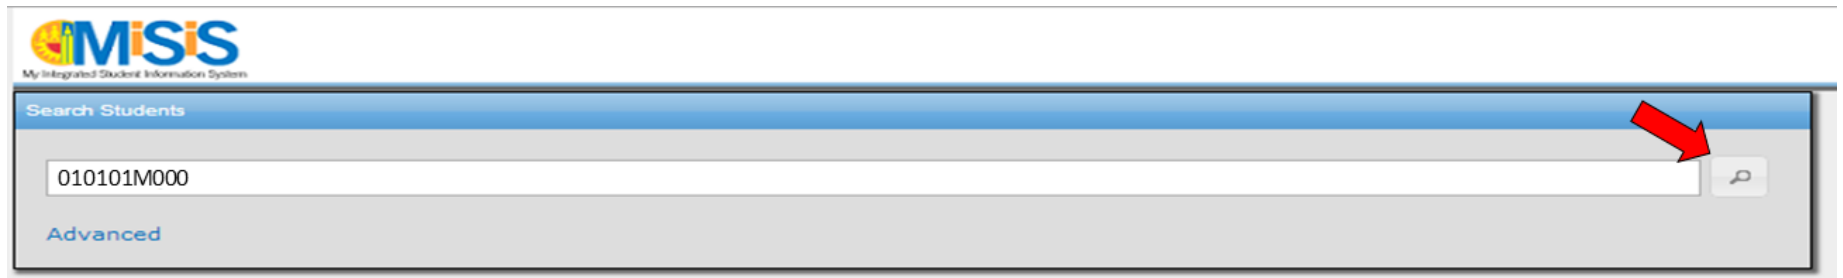 MiSiS
My Integrated Student Information System
Search Students
010101M000
Advanced